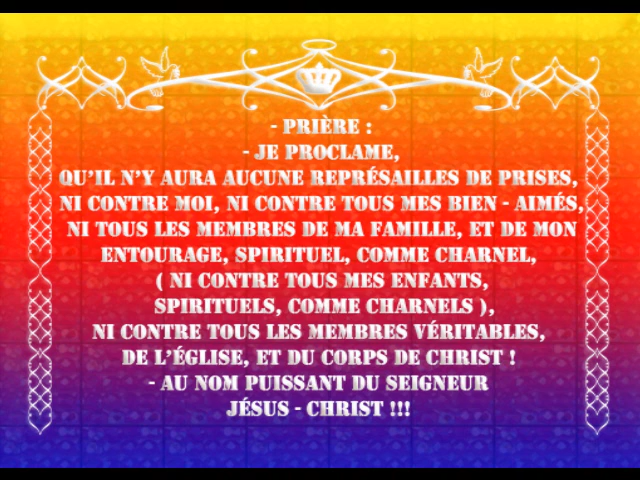 - PRIÈRE :
- JE PROCLAME,
QU'IL N'Y AURA AUCUNE REPRÉSAILLES DE PRISES,
NI CONTRE MOI, NI CONTRE TOUS MES BIEN - AIMÉS,
NI TOUS LES MEMBRES DE MA FAMILLE, ET DE MON
ENTOURAGE, SPIRITUEL, COMME CHARNEL,
( NI CONTRE TOUS MES ENFANTS,
SPIRITUELS, COMME CHARNELS ),
NI CONTRE TOUS LES MEMBRES VÉRITABLES,
DE L'ÉGLISE, ET DU CORPS DE CHRIST !
- AU NOM PUISSANT DU SEIGNEUR
JÉSUS - CHRIST !!!